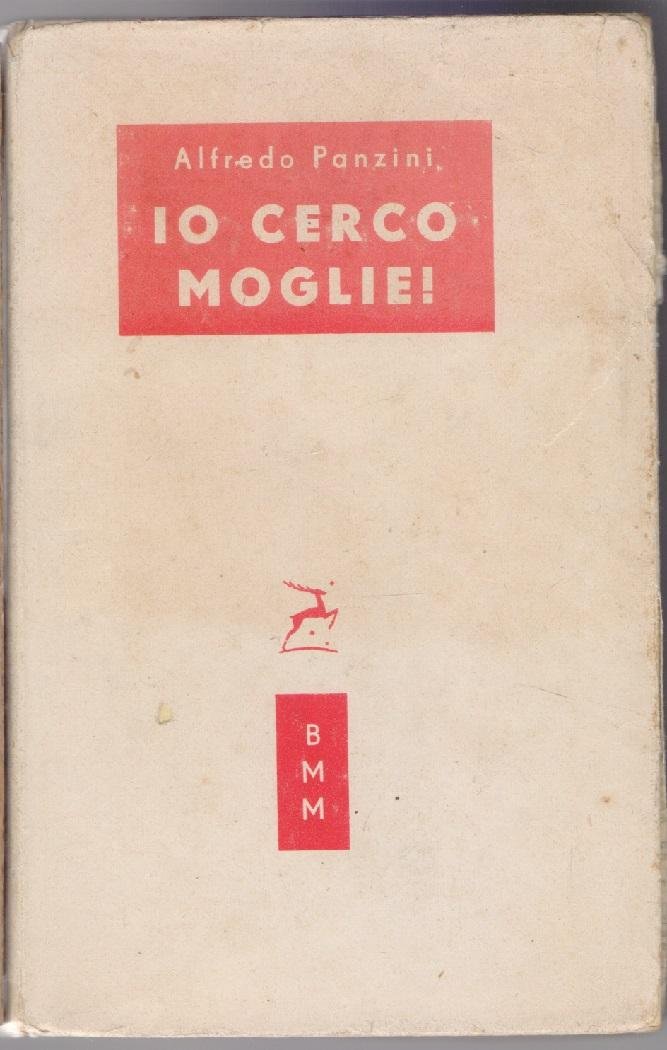 Alfredo Panzini
IO CERCO
MOGLIE!
B
M
M